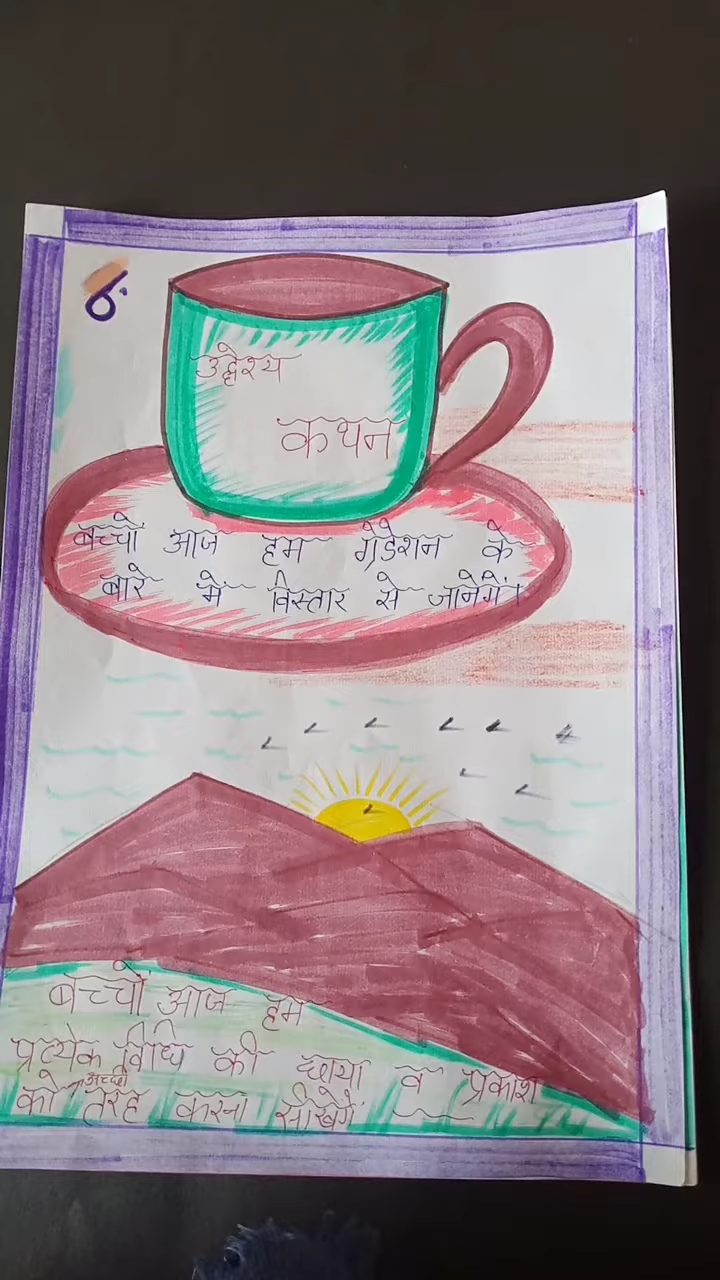 8.
उद्देश्य
कथन
बच्चों आज हम ग्रेडेशन के
बारे में विस्तार से जानेगें।
बच्चों आज हम
प्रत्येक विधि की छाया व प्रकाश
को अच्छी तरह करना सीखेगें